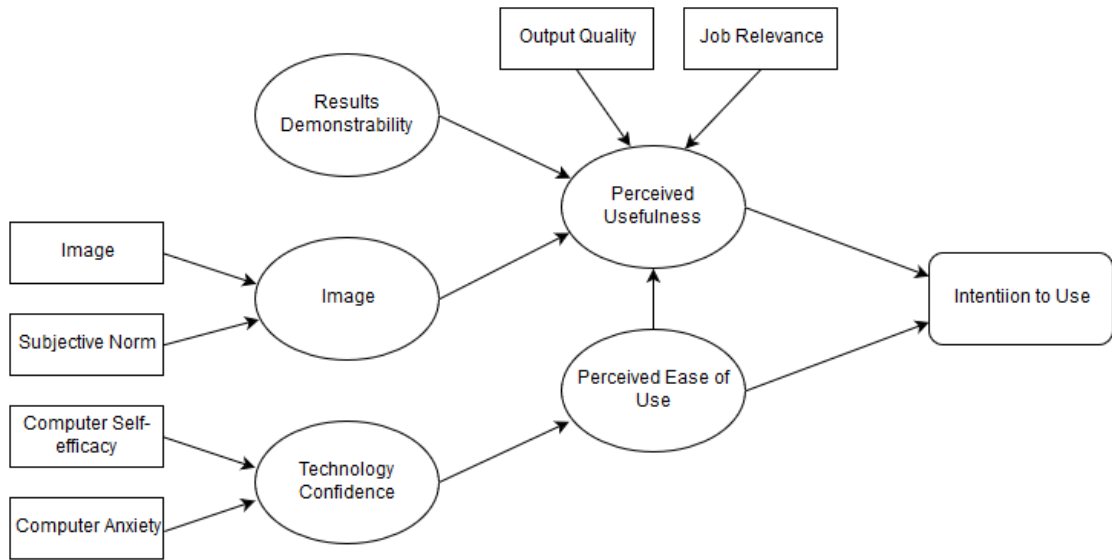 Output Quality
Job Relevance
Results
Demonstrability
Perceived
Usefulness
Image
Image
Intentiion to Use
Subjective Norm
Perceived Ease of
Use
Computer Self-
efficacy
Technology
Confidence
Computer Anxiety